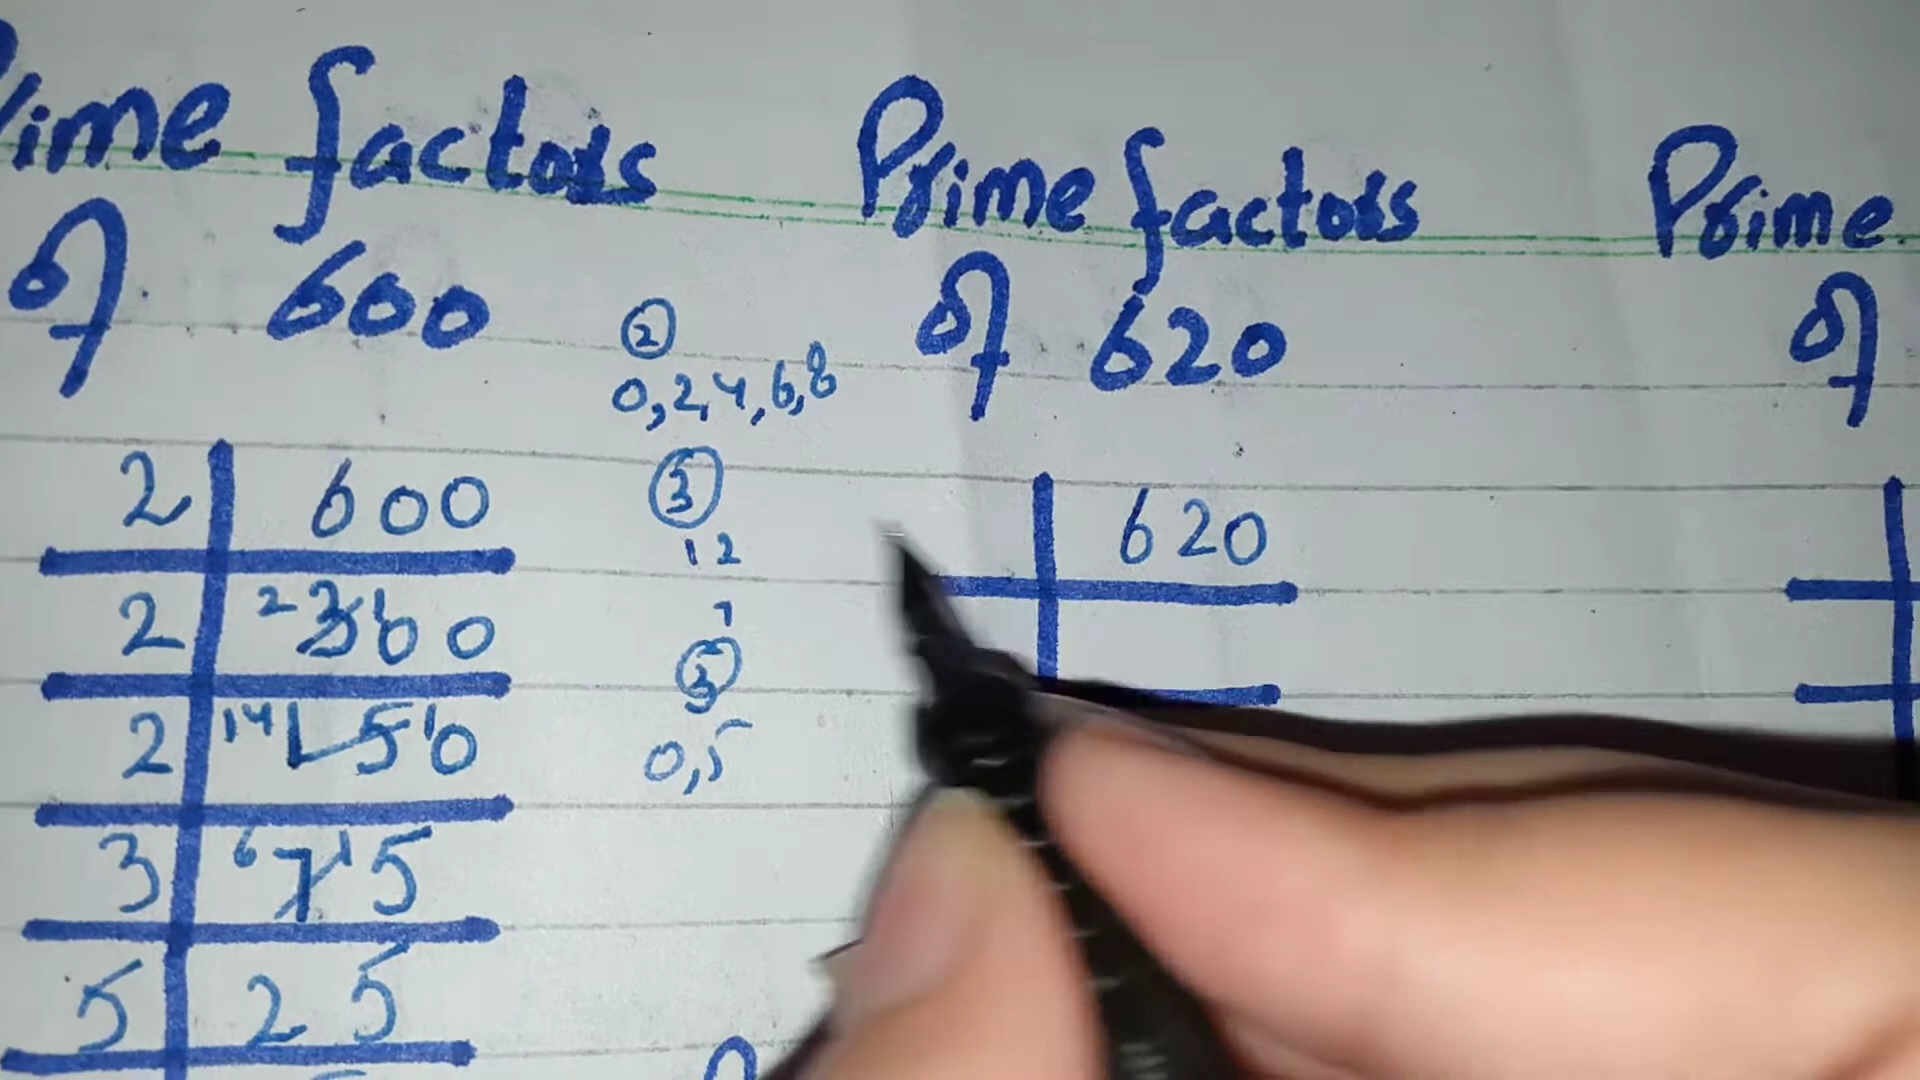 Prime factors
of 600
2 600
2 300
2 150
3 75
5 25
2
0,2,4,6,8
3
12
5
0,5
Prime factors
of 620
620
Prime
of